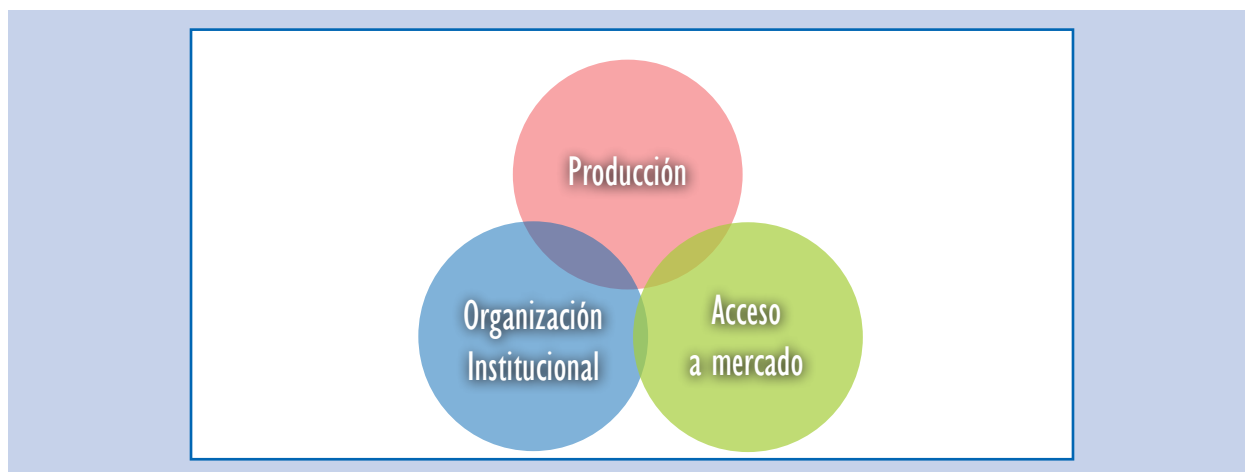 Producción
Organización
Institucional
Acceso
a mercado